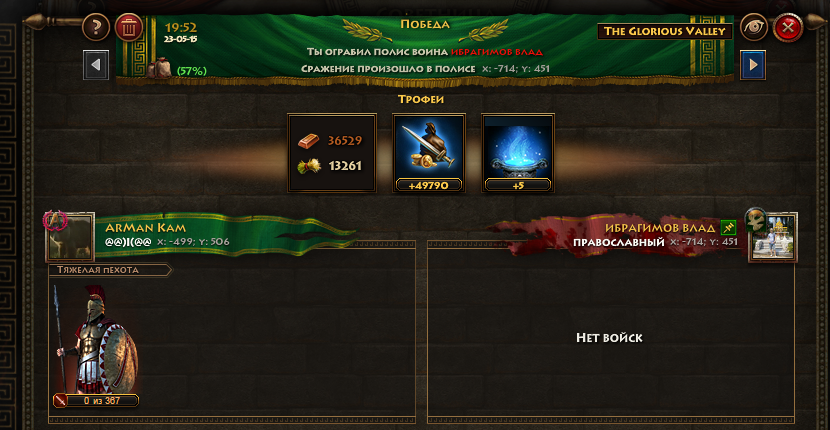 ?
19:52
23-05-15
Победа
The Glorious Valley
Ты ограбил полис воина ибрагимов влад
(57%)
Сражение произошло в полисе X: -714; Y: 451
Трофеи
36529
13261
+49790
+5
ArMan Kam
@@)I(@@ X: -499; Y: 506
ибрагимов влад
православный X: -714; Y: 451
Тяжелая пехота
0 из 367
Нет войск